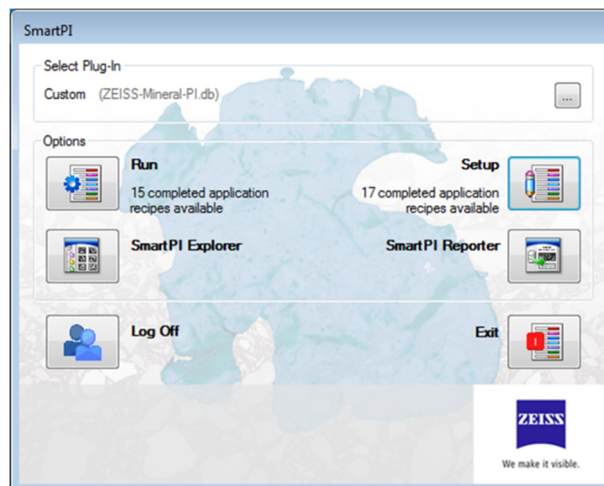 SmartPI
Select Plug-In
Custom (ZEISS-Mineral-PI.db)
...
Options
Run
15 completed application
recipes available
Setup
17 completed application
recipes available
SmartPI Explorer
SmartPI Reporter
Log Off
Exit
ZEISS
We make it visible.